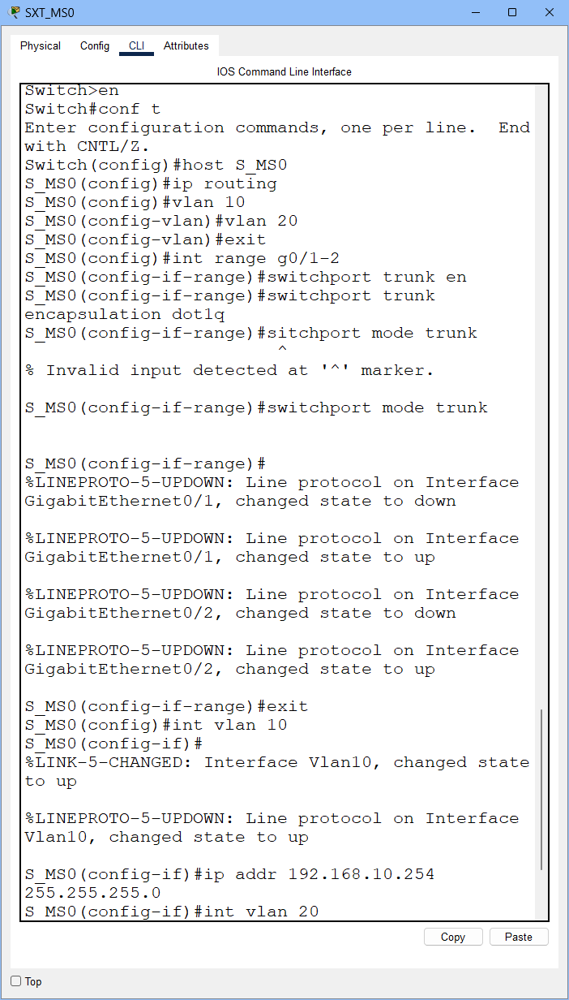 SXT_MS0
Physical Config CLI Attributes
IOS Command Line Interface
Switch>en
Switch#conf t
Enter configuration commands, one per line.  End
with CNTL/Z.
Switch(config)#host S_MS0
S_MS0(config)#ip routing
S_MS0(config)#vlan 10
S_MS0(config-vlan)#vlan 20
S_MS0(config-vlan)#exit
S_MS0(config)#int range g0/1-2
S_MS0(config-if-range)#switchport trunk en
S_MS0(config-if-range)#switchport trunk
encapsulation dot1q
S_MS0(config-if-range)#sitchport mode trunk
^
% Invalid input detected at '^' marker.
S_MS0(config-if-range)#switchport mode trunk
S_MS0(config-if-range)#
%LINEPROTO-5-UPDOWN: Line protocol on Interface
GigabitEthernet0/1, changed state to down
%LINEPROTO-5-UPDOWN: Line protocol on Interface
GigabitEthernet0/1, changed state to up
%LINEPROTO-5-UPDOWN: Line protocol on Interface
GigabitEthernet0/2, changed state to down
%LINEPROTO-5-UPDOWN: Line protocol on Interface
GigabitEthernet0/2, changed state to up
S_MS0(config-if-range)#exit
S_MS0(config)#int vlan 10
S_MS0(config-if)#
%LINK-5-CHANGED: Interface Vlan10, changed state
to up
%LINEPROTO-5-UPDOWN: Line protocol on Interface
Vlan10, changed state to up
S_MS0(config-if)#ip addr 192.168.10.254
255.255.255.0
S_MS0(config-if)#int vlan 20
Copy Paste
Top